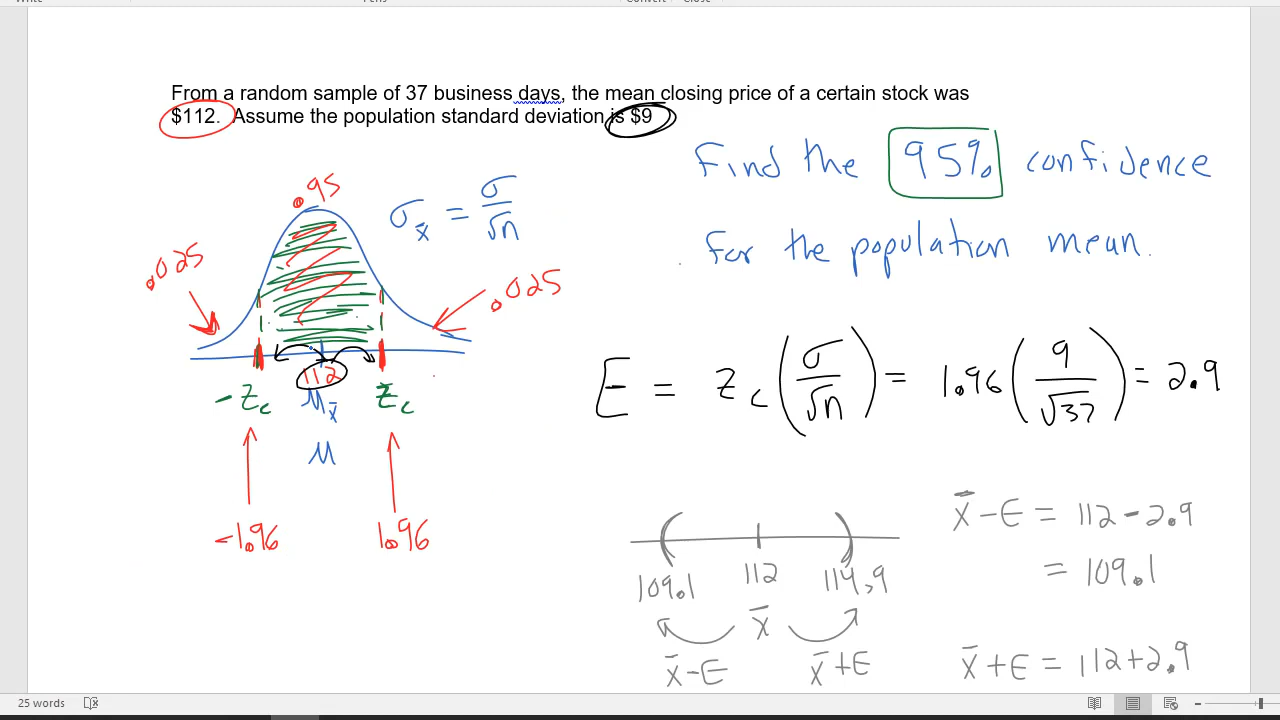 From a random sample of 37 business days, the mean closing price of a certain stock was
$112. Assume the population standard deviation is $9
Find the 95% confidence
for the population mean.
.95
σx̄ = σ/√n
.025
.025
112
-Zc μx̄ Zc
μ
-1.96 1.96
E = Zc(σ/√n) = 1.96(9/√37) = 2.9
109.1 112 114.9
x̄
x̄-E x̄+E
x̄-E = 112-2.9
= 109.1
x̄+E = 112+2.9
25 words